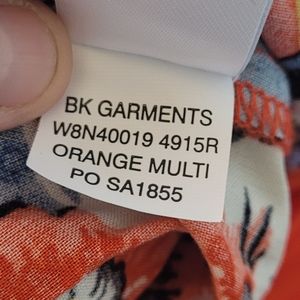 BK GARMENTS
W8N40019 4915R
ORANGE MULTI
PO SA1855